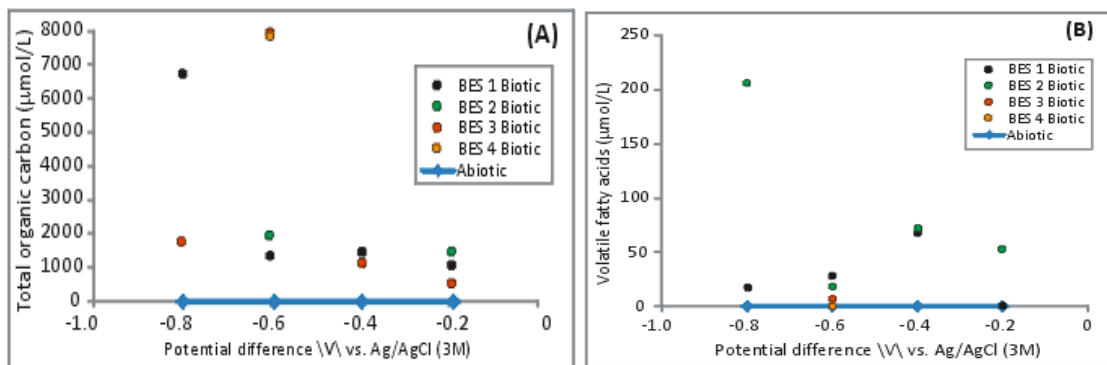 (A)
Total organic carbon (µmol/L)
8000
7000
6000
5000
4000
3000
2000
1000
0
BES 1 Biotic
BES 2 Biotic
BES 3 Biotic
BES 4 Biotic
Abiotic
-1.0
-0.8
-0.6
-0.4
-0.2
0
Potential difference \V\ vs. Ag/AgCl (3M)
(B)
Volatile fatty acids (µmol/L)
250
200
150
100
50
0
BES 1 Biotic
BES 2 Biotic
BES 3 Biotic
BES 4 Biotic
Abiotic
-1.0
-0.8
-0.6
-0.4
-0.2
0
Potential difference \V\ vs. Ag/AgCl (3M)